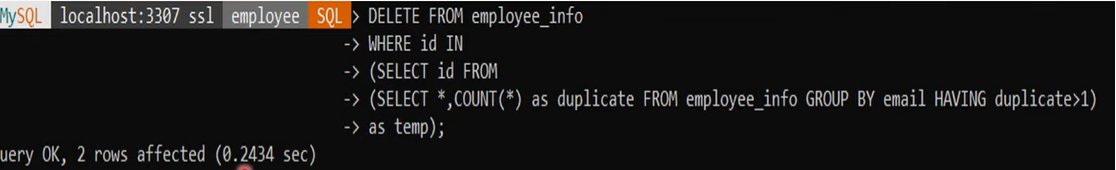 MySQL localhost:3307 ssl employee SQL > DELETE FROM employee_info
-> WHERE id IN
-> (SELECT id FROM
-> (SELECT *,COUNT(*) as duplicate FROM employee_info GROUP BY email HAVING duplicate>1)
-> as temp);
uery OK, 2 rows affected (0.2434 sec)